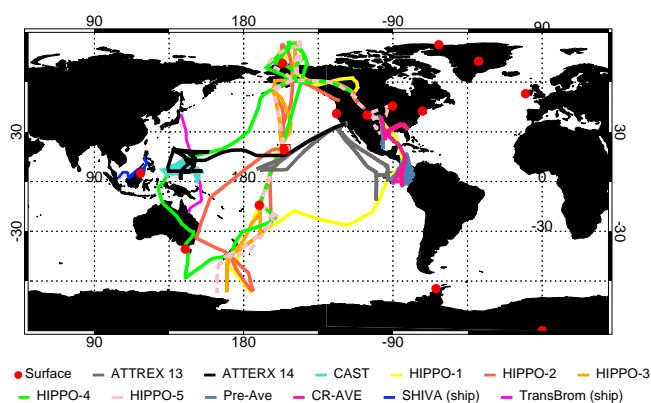 90 180 -90 90
30 30
90 180 0 0
-30 -30 -30
90 180 -90
Surface ATTREX 13 ATTERX 14 CAST HIPPO-1 HIPPO-2 HIPPO-3
HIPPO-4 HIPPO-5 Pre-Ave CR-AVE SHIVA (ship) TransBrom (ship)